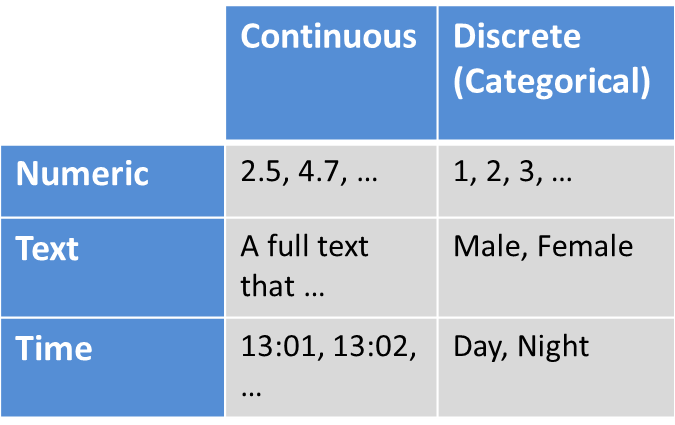 Continuous Discrete
(Categorical)
Numeric 2.5, 4.7, … 1, 2, 3, …
Text A full text Male, Female
that …
Time 13:01, 13:02, Day, Night
…